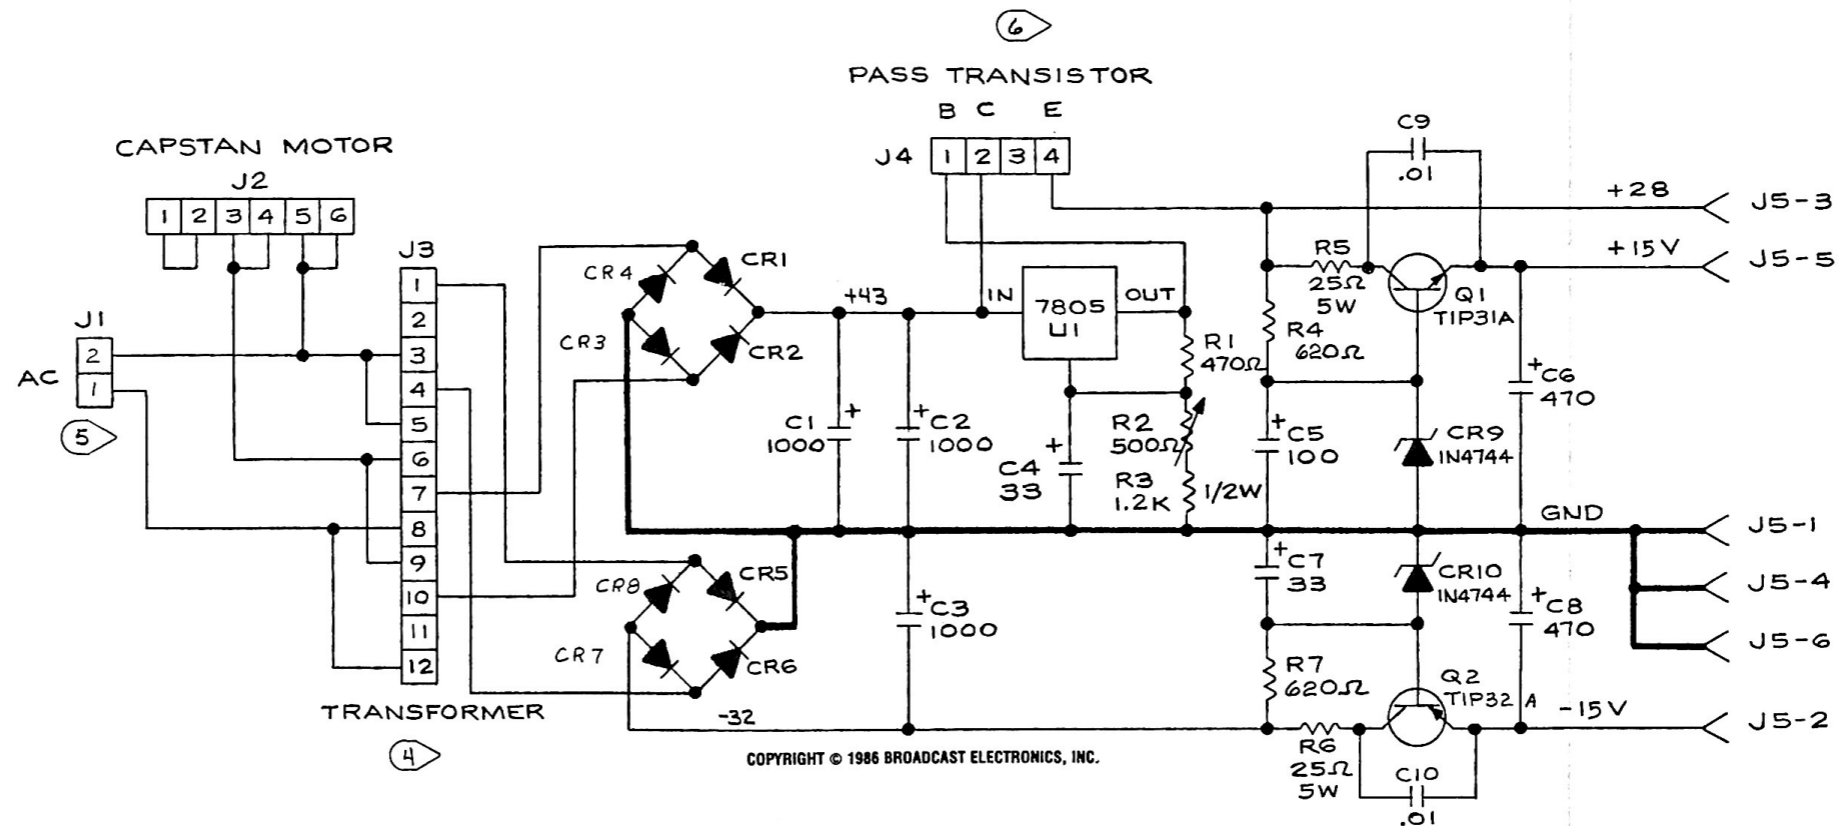 6
PASS TRANSISTOR
B C E
J4 1 2 3 4
CAPSTAN MOTOR
J2
1 2 3 4 5 6
J3
1
2
3
4
5
6
7
8
9
10
11
12
TRANSFORMER
4
J1
2
1
AC
5
CR4
CR1
CR3
CR2
+43
IN
7805
U1
OUT
C1
1000
+
C2
1000
+
C4
33
+
R1
470Ω
R2
500Ω
R3
1.2K
1/2W
C9
.01
+28
J5-3
+15V
J5-5
R5
25Ω
5W
Q1
TIP31A
R4
620Ω
+
C5
100
CR9
1N4744
+
C6
470
GND
J5-1
J5-4
J5-6
CR8
CR5
CR7
CR6
+
C3
1000
-32
+
C7
33
CR10
1N4744
+
C8
470
R7
620Ω
Q2
TIP32 A
-15V
J5-2
R6
25Ω
5W
C10
.01
COPYRIGHT © 1986 BROADCAST ELECTRONICS, INC.